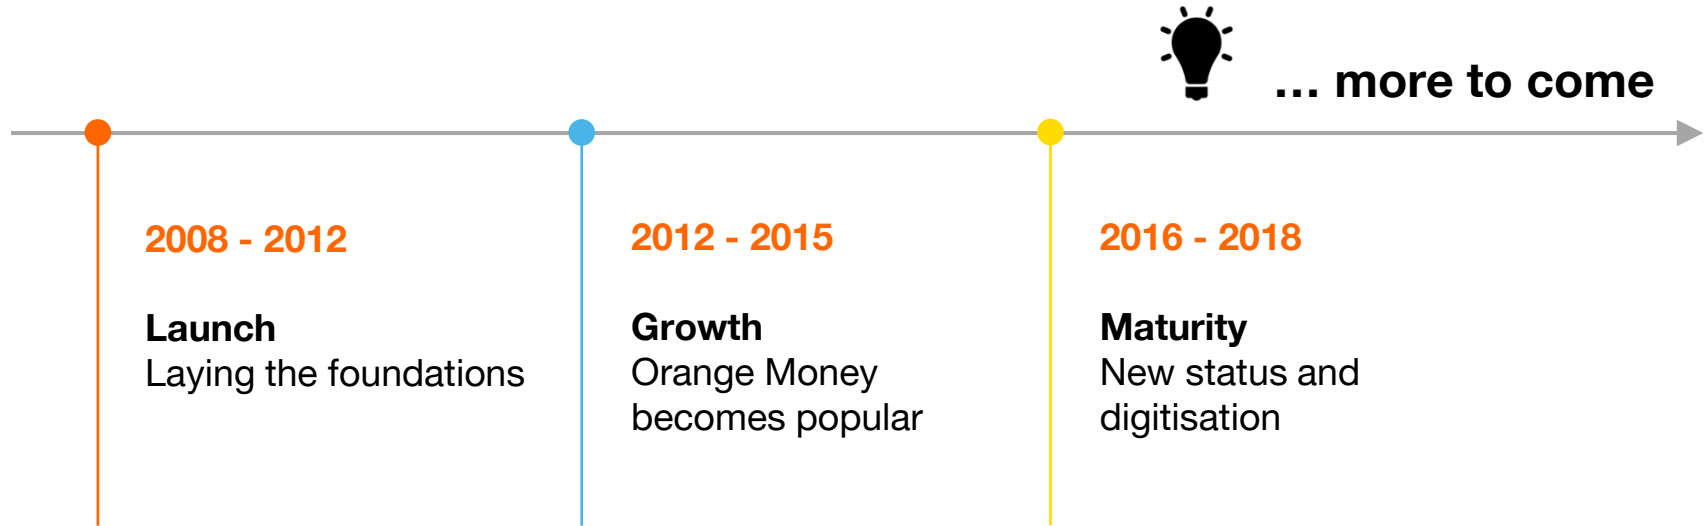 ... more to come
2008 - 2012
Launch
Laying the foundations
2012 - 2015
Growth
Orange Money
becomes popular
2016 - 2018
Maturity
New status and
digitisation